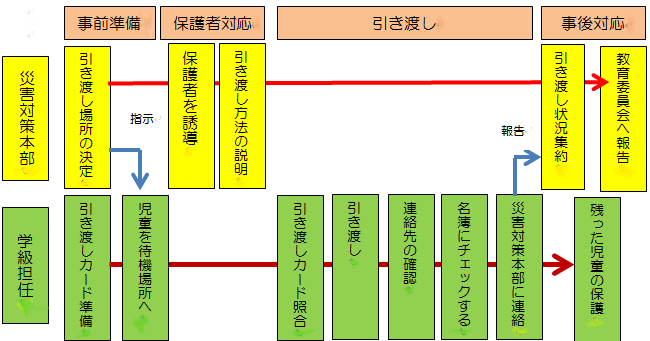 事前準備
保護者対応
引き渡し
事後対応
災害対策本部
引き渡し場所の決定
指示
保護者を誘導
引き渡し方法の説明
報告
引き渡し状況集約
教育委員会へ報告
学級担任
引き渡しカード準備
児童を待機場所へ
引き渡しカード照合
引き渡し
連絡先の確認
名簿にチェックする
災害対策本部に連絡
残った児童の保護